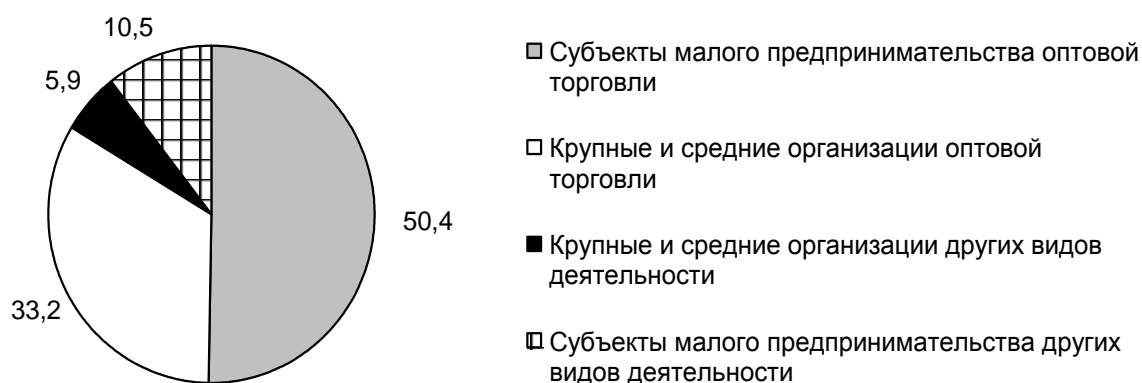 10,5
5,9
50,4
33,2
Субъекты малого предпринимательства оптовой
торговли
Крупные и средние организации оптовой
торговли
Крупные и средние организации других видов
деятельности
Субъекты малого предпринимательства других
видов деятельности